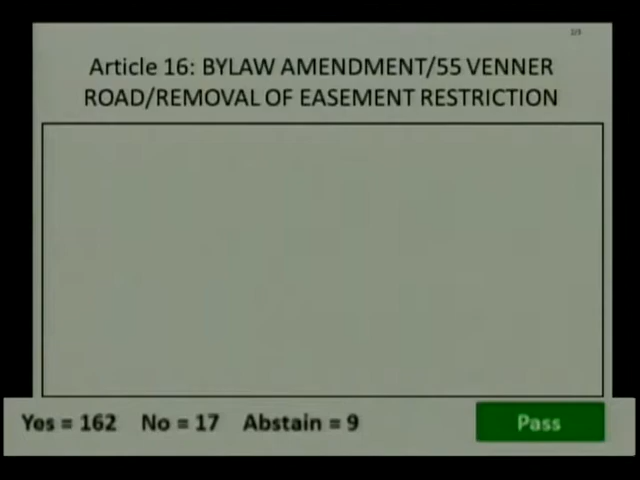 Article 16: BYLAW AMENDMENT/55 VENNER
ROAD/REMOVAL OF EASEMENT RESTRICTION
Yes = 162 No = 17 Abstain = 9
Pass